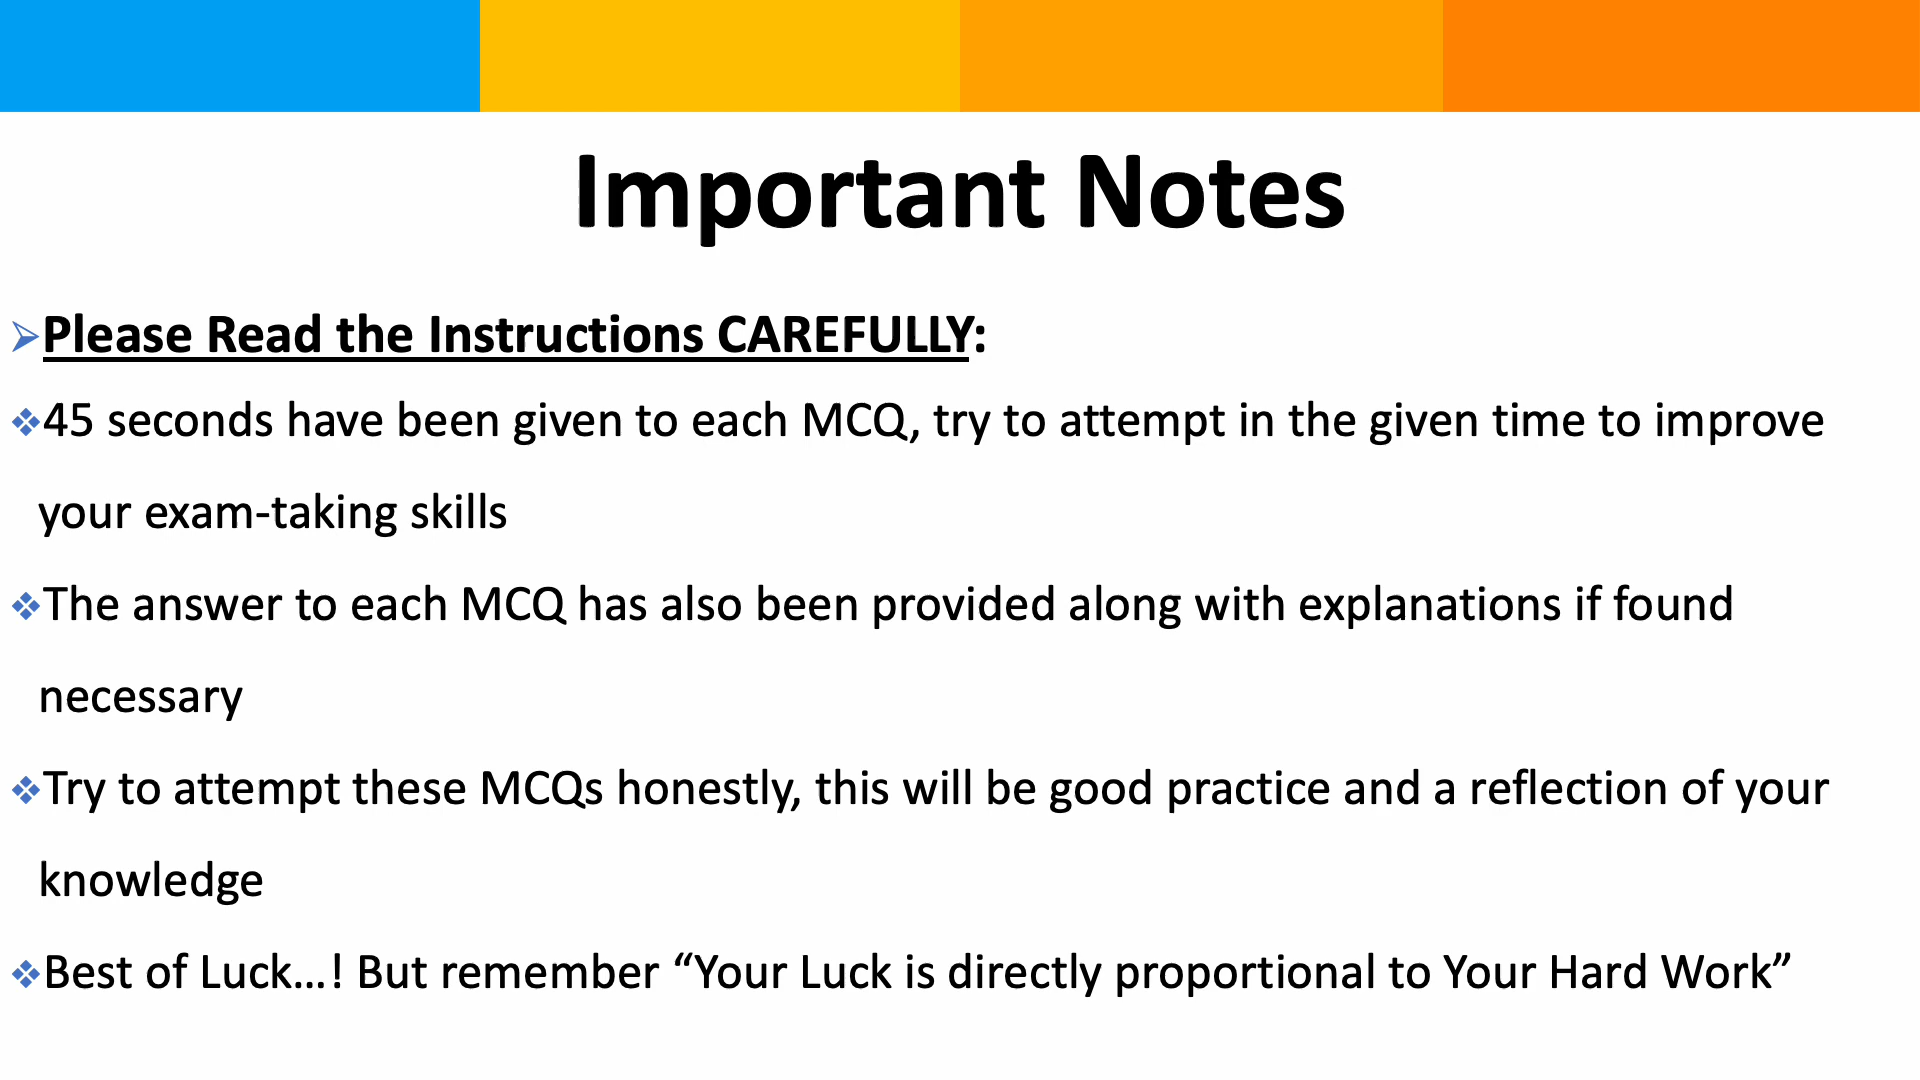 Important Notes
➢Please Read the Instructions CAREFULLY:
❖45 seconds have been given to each MCQ, try to attempt in the given time to improve
your exam-taking skills
❖The answer to each MCQ has also been provided along with explanations if found
necessary
❖Try to attempt these MCQs honestly, this will be good practice and a reflection of your
knowledge
❖Best of Luck…! But remember “Your Luck is directly proportional to Your Hard Work”